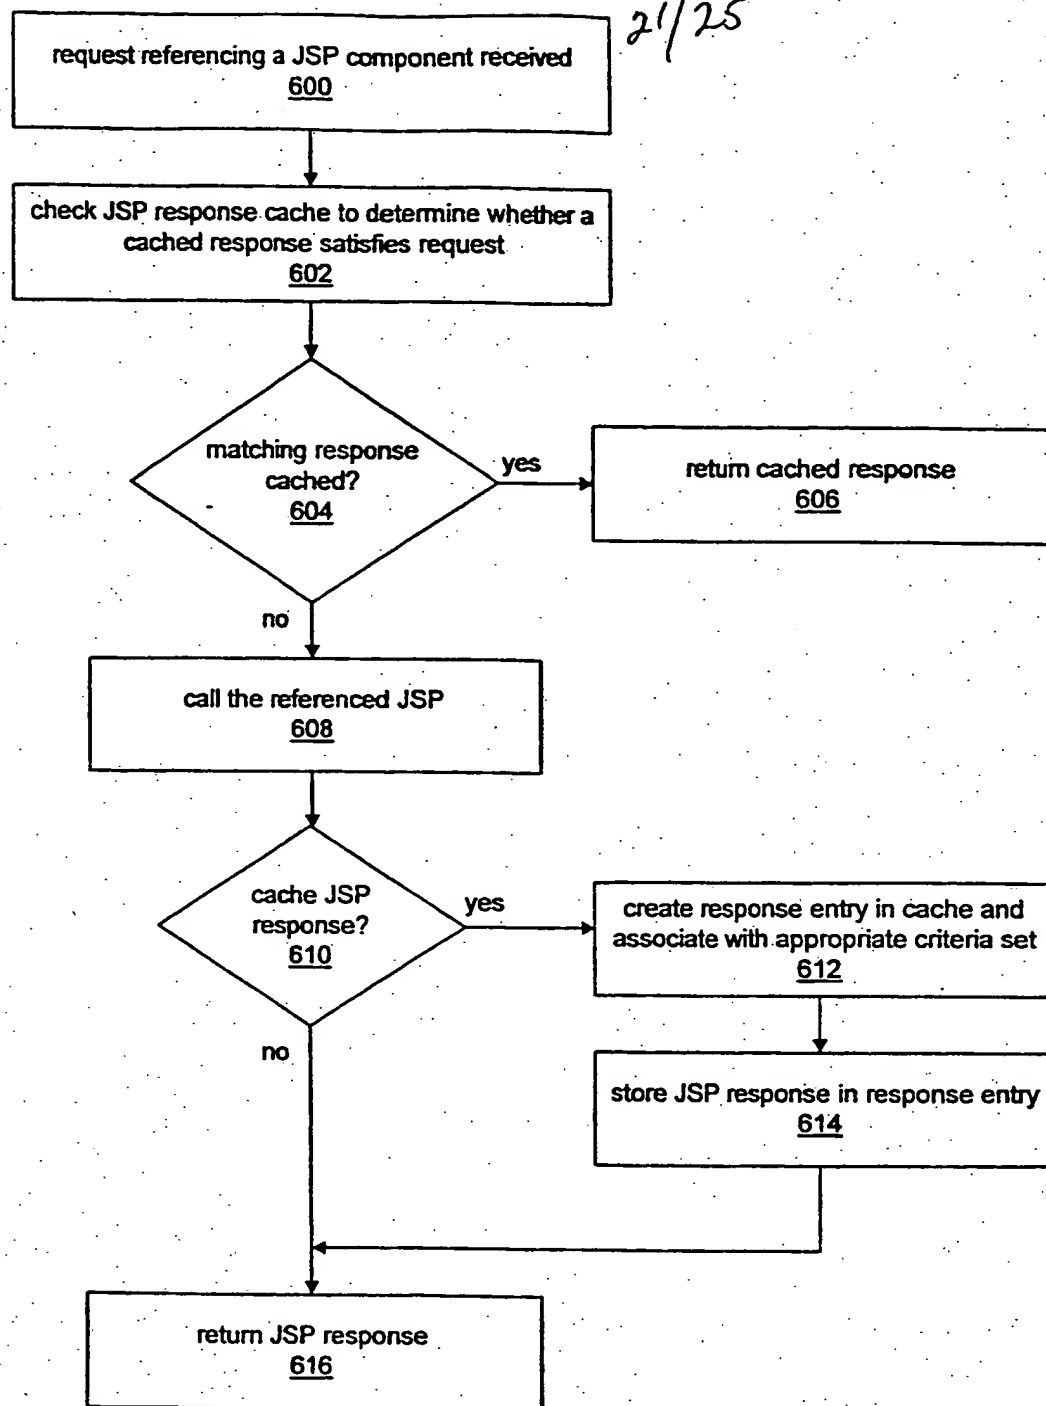 21/25
request referencing a JSP component received
600
check JSP response cache to determine whether a
cached response satisfies request
602
matching response
cached?
604
yes
return cached response
606
no
call the referenced JSP
608
cache JSP
response?
610
yes
create response entry in cache and
associate with appropriate criteria set
612
no
store JSP response in response entry
614
return JSP response
616